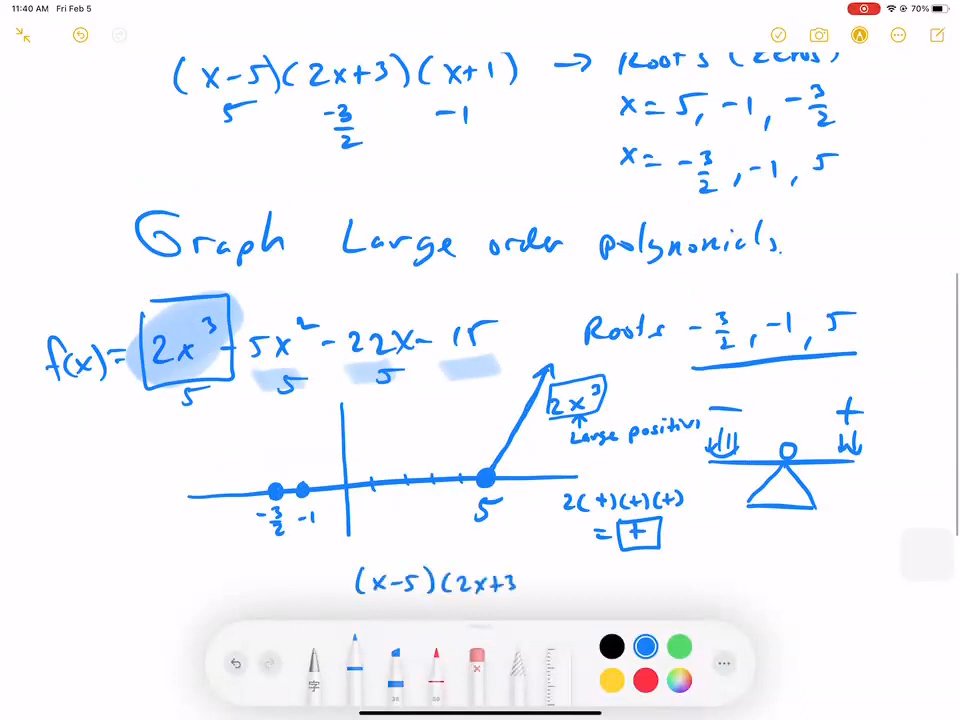 11:40 AM Fri Feb 5 70%
(x-5)(2x+3)(x+1) → Roots (zeros)
5 -3/2 -1
x = 5, -1, -3/2
x = -3/2, -1, 5
Graph Large order polynomials.
f(x) = 2x³ - 5x² - 22x - 15
5 5 5
Roots -3/2, -1, 5
2x³
Large positive
- +
-3/2 -1 5
2(+)(+)(+)
= +
(x-5)(2x+3